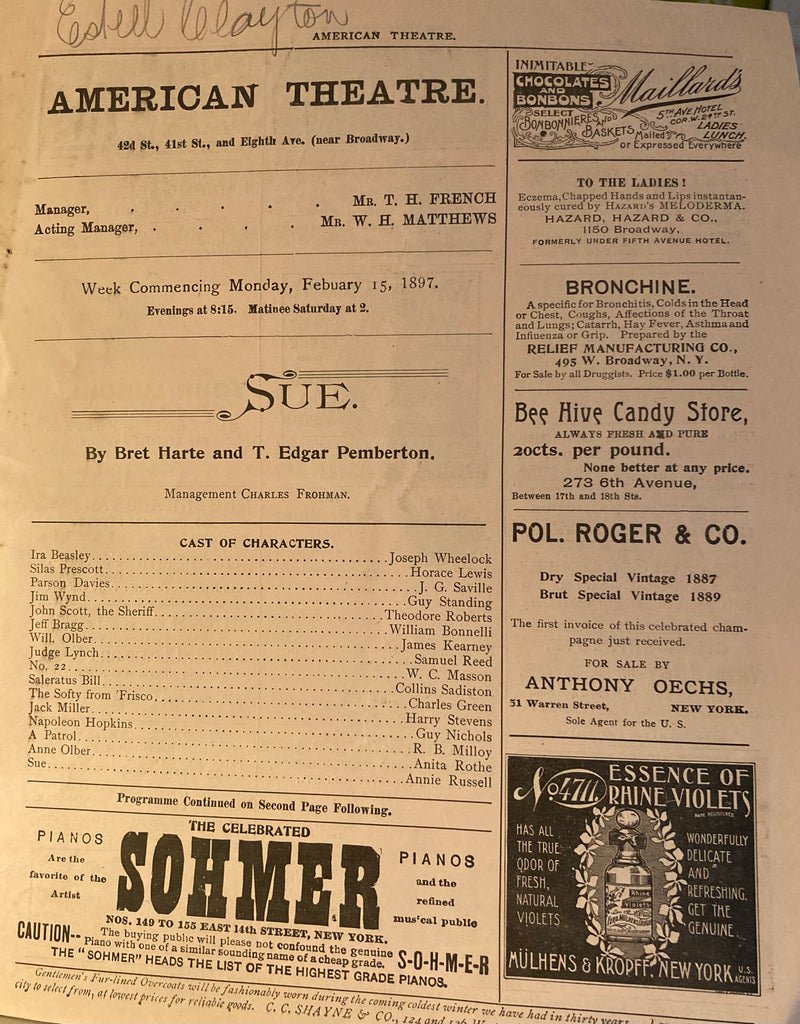 Estell Clayton
AMERICAN THEATRE.
AMERICAN THEATRE.
42d St., 41st St., and Eighth Ave. (near Broadway.)
Manager, . . . . . MR. T. H. FRENCH
Acting Manager, . . . . MR. W. H. MATTHEWS
Week Commencing Monday, Febuary 15, 1897.
Evenings at 8:15. Matinee Saturday at 2.
SUE.
By Bret Harte and T. Edgar Pemberton.
Management CHARLES FROHMAN.
CAST OF CHARACTERS.
Ira Beasley....Joseph Wheelock
Silas Prescott....Horace Lewis
Parson Davies....J. G. Saville
Jim Wynd....Guy Standing
John Scott, the Sheriff....Theodore Roberts
Jeff Bragg....William Bonnelli
Will. Olber....James Kearney
Judge Lynch....Samuel Reed
No. 22....W. C. Masson
Saleratus Bill....Collins Sadiston
The Softy from 'Frisco....Charles Green
Jack Miller....Harry Stevens
Napoleon Hopkins....Guy Nichols
A Patrol....R. B. Milloy
Anne Olber....Anita Rothe
Sue....Annie Russell
Programme Continued on Second Page Following.
THE CELEBRATED
PIANOS
Are the
favorite of the
Artist
SOHMER
PIANOS
and the
refined
mus'cal public
NOS. 149 TO 155 EAST 14th STREET, NEW YORK.
CAUTION--
The buying public will please not confound the genuine
Piano with one of a similar sounding name of a cheap grade.
S-O-H-M-E-R
THE "SOHMER" HEADS THE LIST OF THE HIGHEST GRADE PIANOS.
Gentlemen's Fur-lined Overcoats will be fashionably worn during the coming coldest winter we have had in thirty years
city to select from, at lowest prices for reliable goods. C. C. SHAYNE & CO., 124 and 126 W.
INIMITABLE
CHOCOLATES
AND
BONBONS
Maillard's
SELECT
BONBONNIERES AND
BASKETS
5TH AVE. HOTEL
COR. W. 24TH ST.
LADIES
LUNCH.
Mailed
or Expressed Everywhere
TO THE LADIES!
Eczema, Chapped Hands and Lips instantan-
eously cured by HAZARD'S MELODERMA.
HAZARD, HAZARD & CO.,
1150 Broadway.
FORMERLY UNDER FIFTH AVENUE HOTEL.
BRONCHINE.
A specific for Bronchitis, Colds in the Head
or Chest, Coughs, Affections of the Throat
and Lungs; Catarrh, Hay Fever, Asthma and
Influenza or Grip. Prepared by the
RELIEF MANUFACTURING CO.,
495 W. Broadway, N. Y.
For Sale by all Druggists. Price $1.00 per Bottle.
Bee Hive Candy Store,
ALWAYS FRESH AND PURE
20cts. per pound.
None better at any price.
273 6th Avenue,
Between 17th and 18th Sts.
POL. ROGER & CO.
Dry Special Vintage 1887
Brut Special Vintage 1889
The first invoice of this celebrated cham-
pagne just received.
FOR SALE BY
ANTHONY OECHS,
51 Warren Street, NEW YORK.
Sole Agent for the U. S.
No 4711
ESSENCE OF
RHINE VIOLETS
NAME REGISTERED
HAS ALL
THE TRUE
ODOR OF
FRESH,
NATURAL
VIOLETS
Rhine
Violets
WONDERFULLY
DELICATE
AND
REFRESHING.
GET THE
GENUINE.
MÜLHENS & KROPFF, NEW YORK U.S. AGENTS